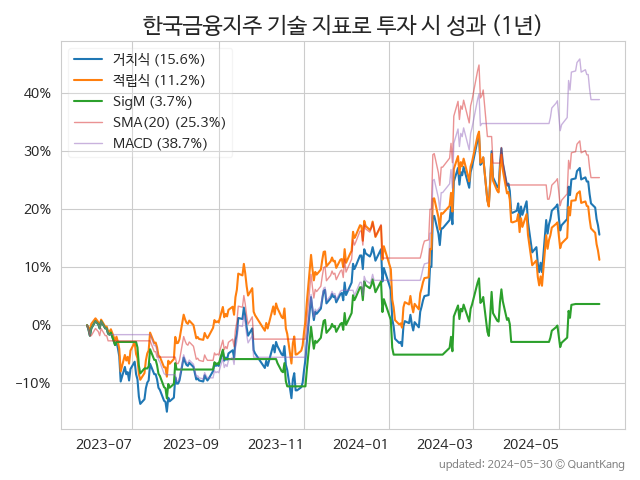 한국금융지주 기술 지표로 투자 시 성과 (1년)
거치식 (15.6%)
적립식 (11.2%)
SigM (3.7%)
SMA(20) (25.3%)
MACD (38.7%)
40%
30%
20%
10%
0%
−10%
2023-07 2023-09 2023-11 2024-01 2024-03 2024-05
updated: 2024-05-30 © QuantKang